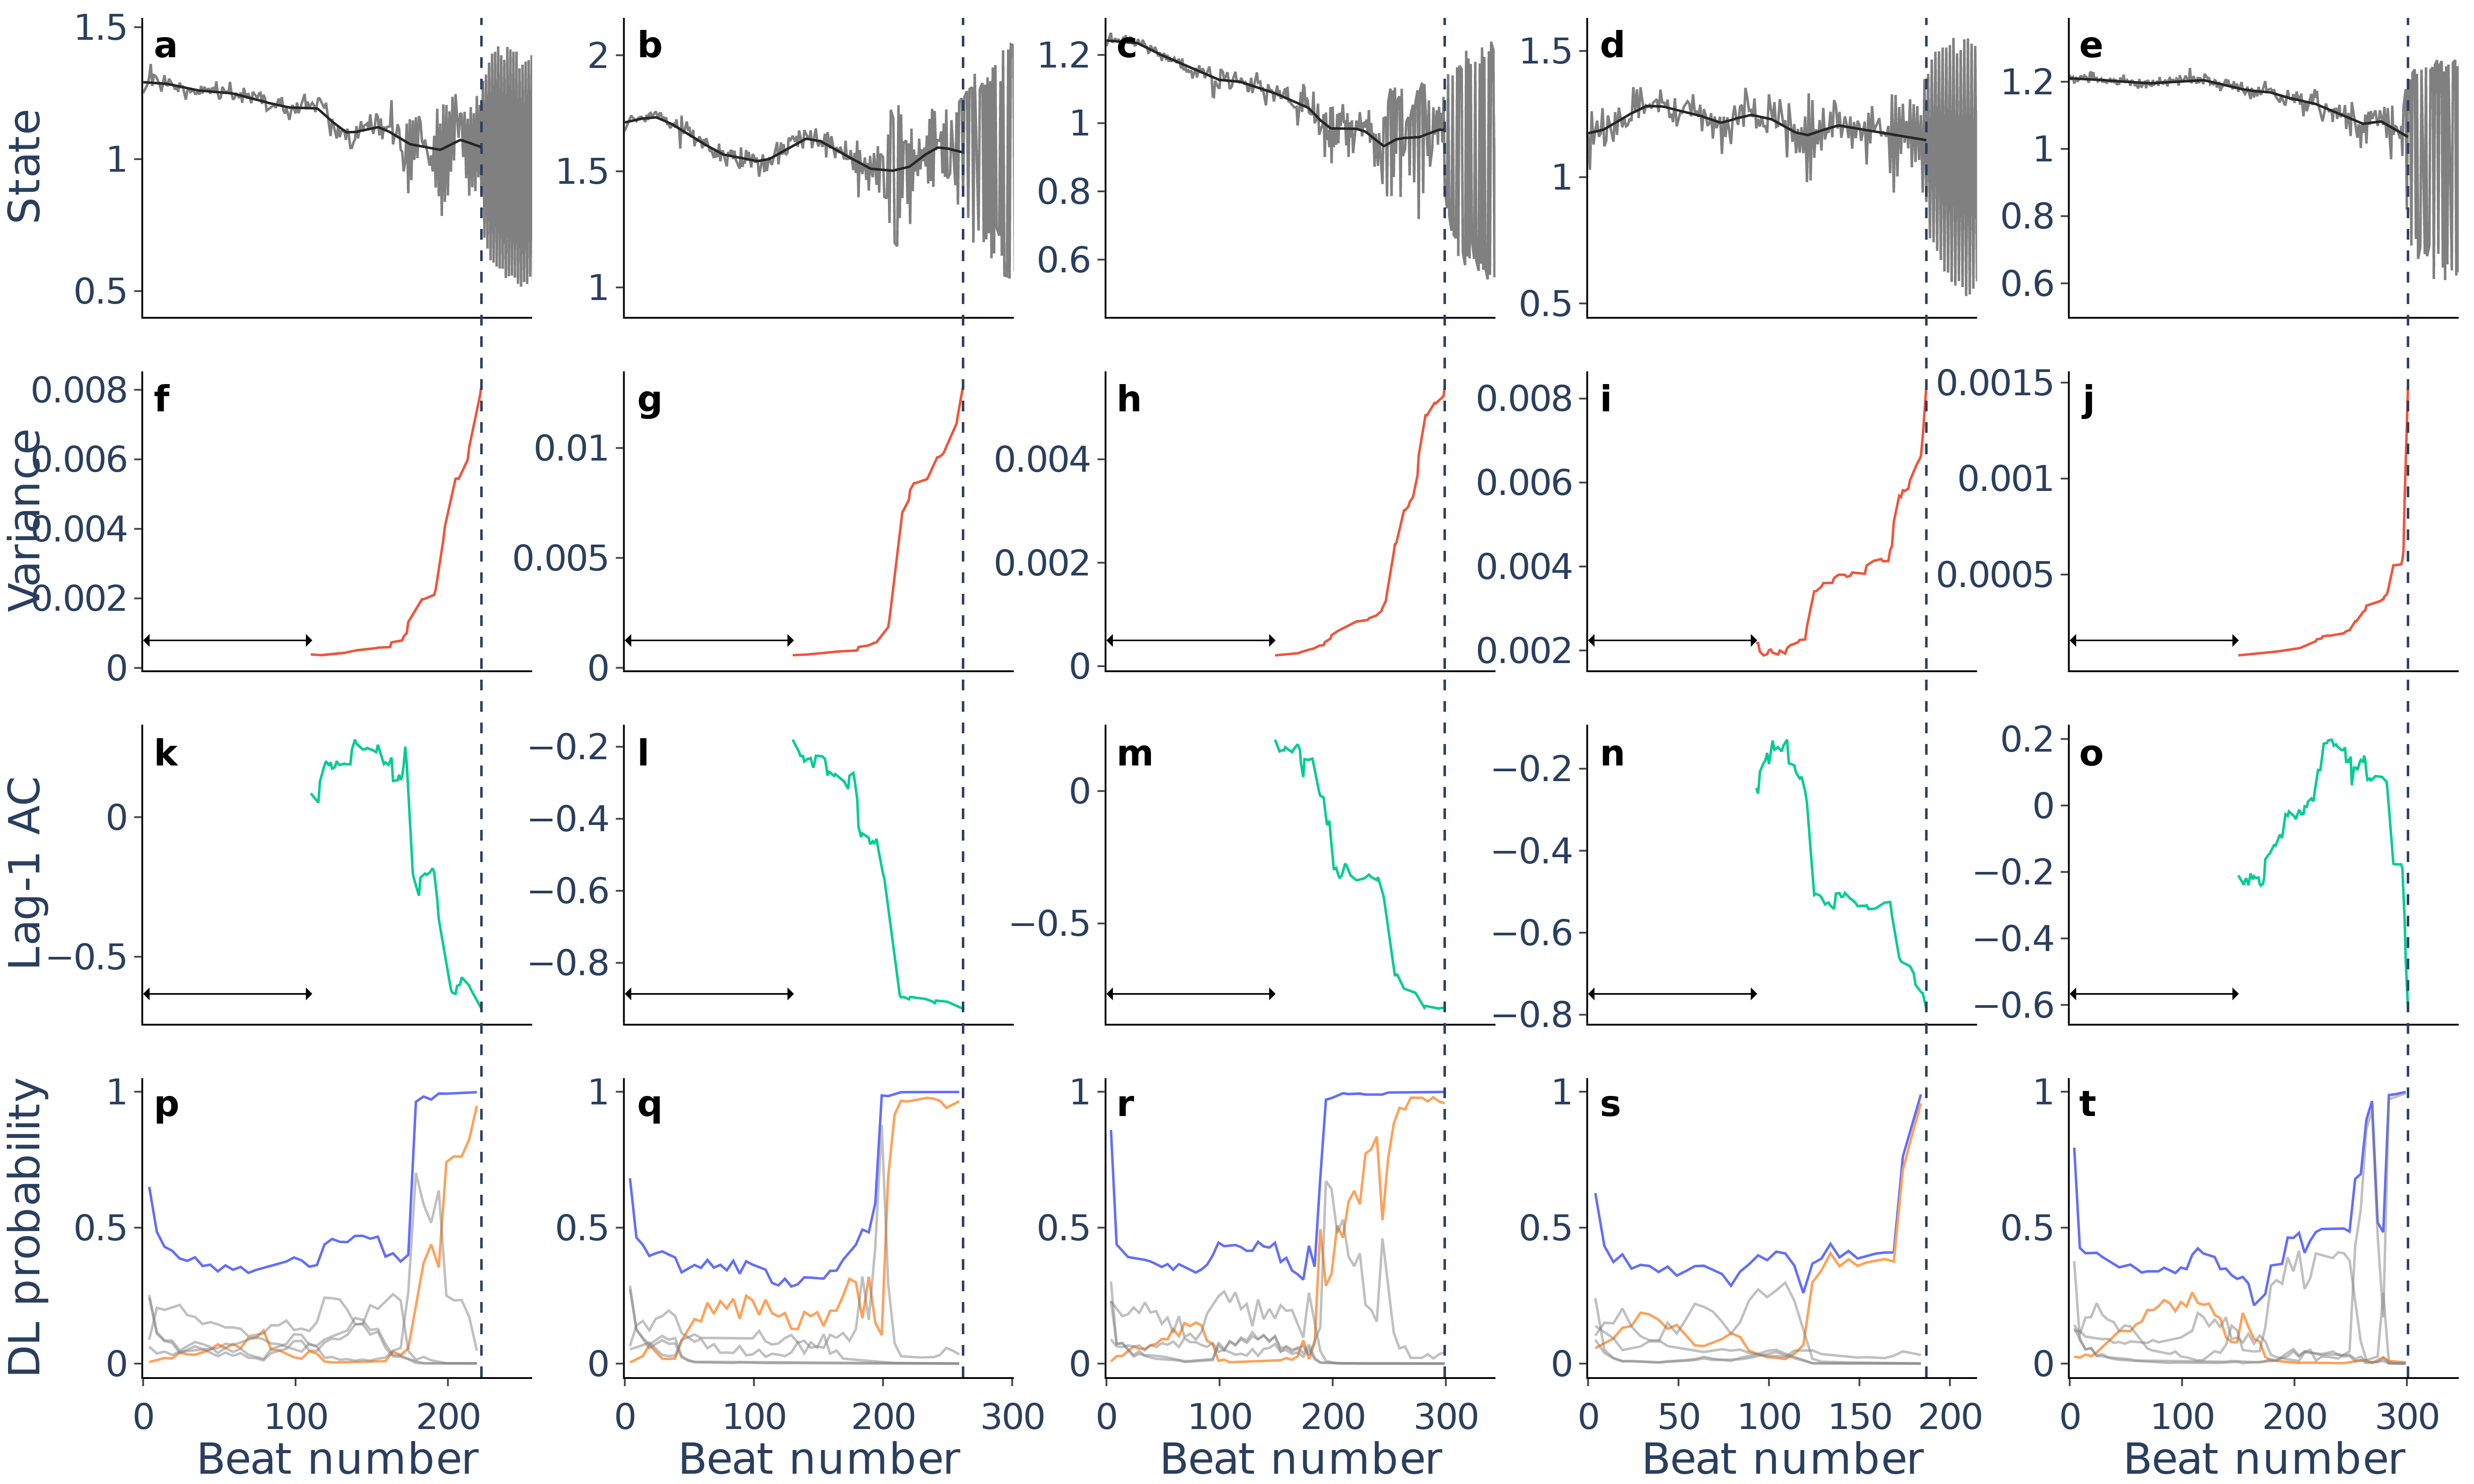 State
1.5
1
0.5
a
2
1.5
1
b
1.2
1
0.8
0.6
c
1.5
1
0.5
d
1.2
1
0.8
0.6
e
Variance
0.008
0.006
0.004
0.002
0
f
0.01
0.005
0
g
0.004
0.002
0
h
0.008
0.006
0.004
0.002
i
0.0015
0.001
0.0005
j
Lag-1 AC
0
−0.5
k
−0.2
−0.4
−0.6
−0.8
l
0
−0.5
m
−0.2
−0.4
−0.6
−0.8
n
0.2
0
−0.2
−0.4
−0.6
o
DL probability
1
0.5
0
p
1
0.5
0
q
1
0.5
0
r
1
0.5
0
s
1
0.5
0
t
0 100 200
0 100 200 300
0 100 200 300
0 50 100 150 200
0 100 200 300
Beat number
Beat number
Beat number
Beat number
Beat number